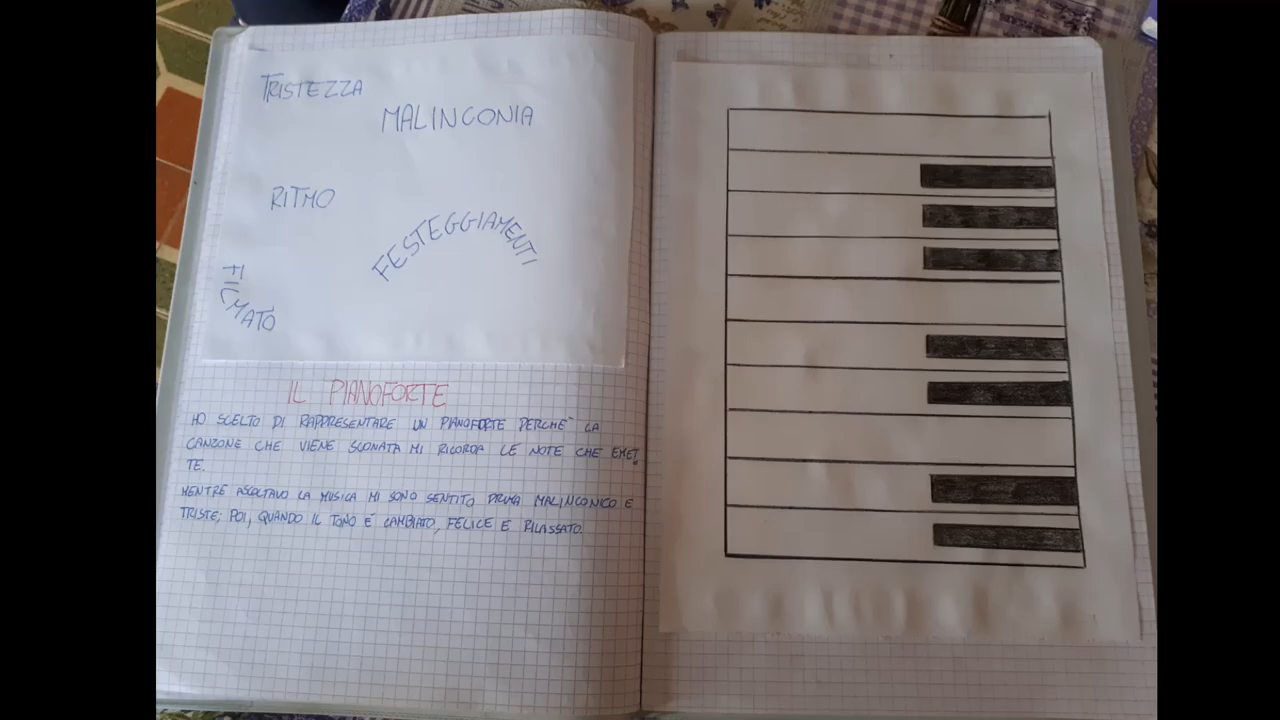 TRISTEZZA
MALINCONIA
RITMO
FESTEGGIAMENTI
FILMATO
IL PIANOFORTE
HO SCELTO DI RAPPRESENTARE UN PIANOFORTE PERCHÈ LA
CANZONE CHE VIENE SUONATA MI RICORDA LE NOTE CHE EMET
TE.
MENTRE ASCOLTAVO LA MUSICA MI SONO SENTITO PRIMA MALINCONICO E
TRISTE; POI, QUANDO IL TONO È CAMBIATO, FELICE E RILASSATO.